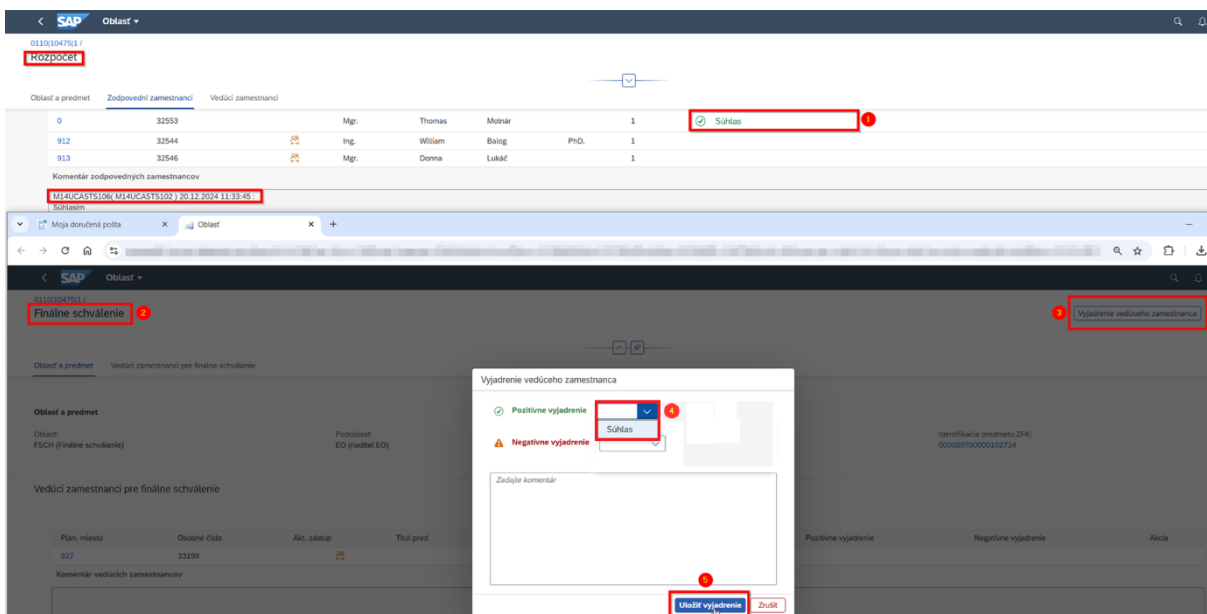 SAP Oblasť
0110|10475|1 /
Rozpočet
Oblasť a predmet Zodpovední zamestnanci Vedúci zamestnanci
0 32553 Mgr. Thomas Molnár 1 Súhlas 1
912 32544 Ing. William Balog PhD. 1
913 32546 Mgr. Donna Lukáč 1
Komentár zodpovedných zamestnancov
M14UCASTS106( M14UCASTS102 ) 20.12.2024 11:33:45 :
Súhlasím
Moja doručená pošta Oblasť
SAP Oblasť
0110|10475|1 /
Finálne schválenie 2
3 Vyjadrenie vedúceho zamestnanca
Oblasť a predmet Vedúci zamestnanci pre finálne schválenie
Vyjadrenie vedúceho zamestnanca
Pozitívne vyjadrenie 4
Súhlas
Negatívne vyjadrenie
Zadajte komentár
5
Uložiť vyjadrenie Zrušiť
Oblasť a predmet
Oblasť: Podoblasť: Identifikácia predmetu ZFK:
FSCH (Finálne schválenie) EO (riaditeľ EO) 000089780000102714
Vedúci zamestnanci pre finálne schválenie
Plán. miesto Osobné číslo Akt. zástup Titul pred Pozitívne vyjadrenie Negatívne vyjadrenie Akcia
927 33199
Komentár vedúcich zamestnancov